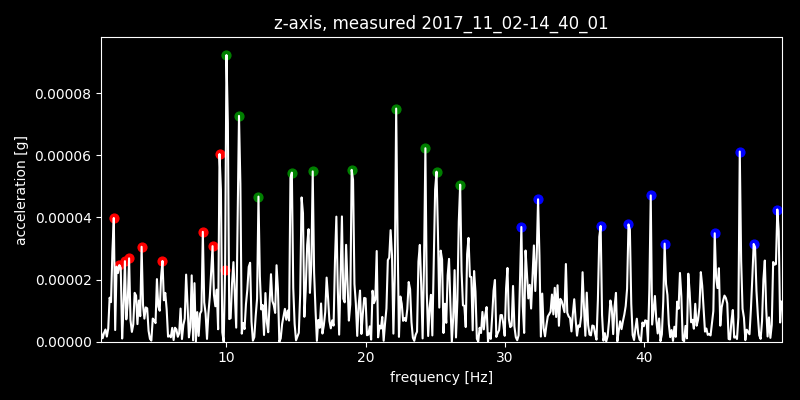 z-axis, measured 2017_11_02-14_40_01
0.00008
0.00006
0.00004
0.00002
0.00000
acceleration [g]
10 20 30 40
frequency [Hz]